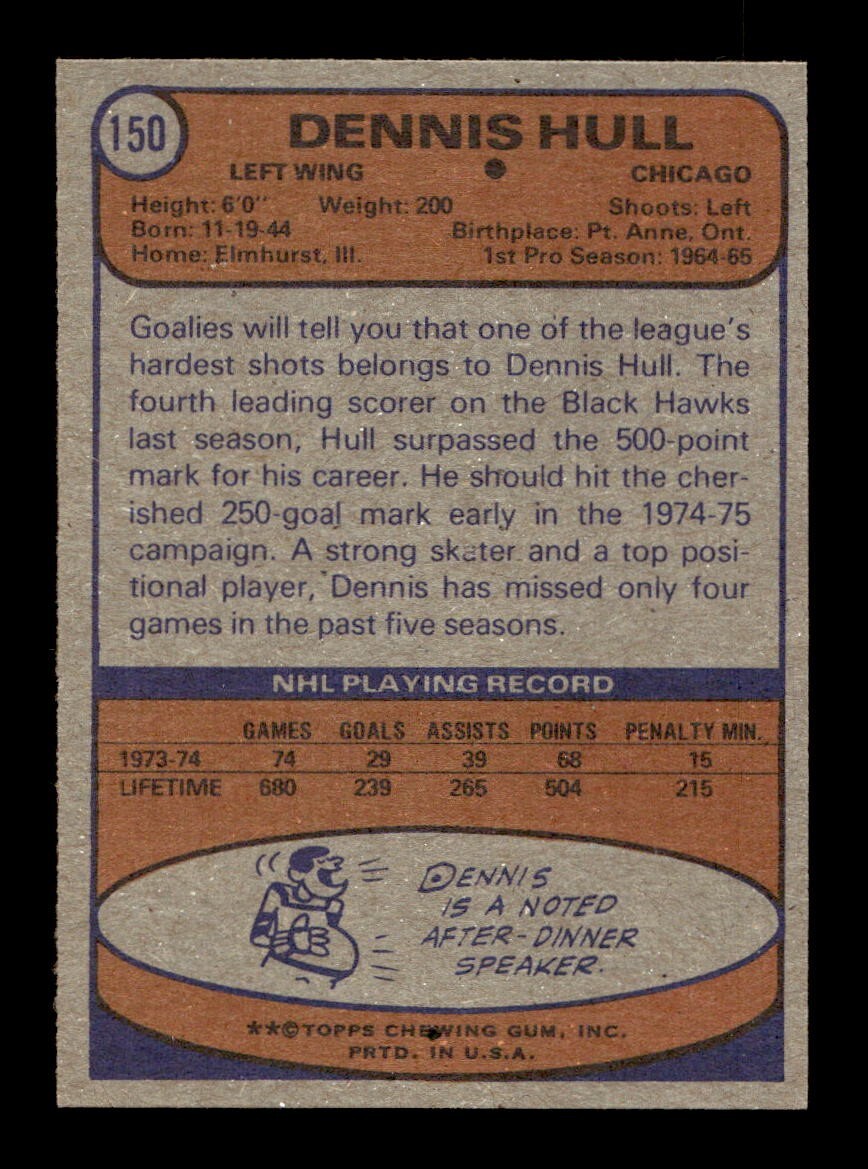 150
DENNIS HULL
LEFT WING CHICAGO
Height: 6'0" Weight: 200 Shoots: Left
Born: 11-19-44 Birthplace: Pt. Anne, Ont.
Home: Elmhurst, Ill. 1st Pro Season: 1964-65
Goalies will tell you that one of the league's
hardest shots belongs to Dennis Hull. The
fourth leading scorer on the Black Hawks
last season, Hull surpassed the 500-point
mark for his career. He should hit the cher-
ished 250-goal mark early in the 1974-75
campaign. A strong skater and a top posi-
tional player, Dennis has missed only four
games in the past five seasons.
NHL PLAYING RECORD
GAMES GOALS ASSISTS POINTS PENALTY MIN.
1973-74 74 29 39 68 15
LIFETIME 680 239 265 504 215
DENNIS
IS A NOTED
AFTER-DINNER
SPEAKER.
**©TOPPS CHEWING GUM, INC.
PRTD. IN U.S.A.